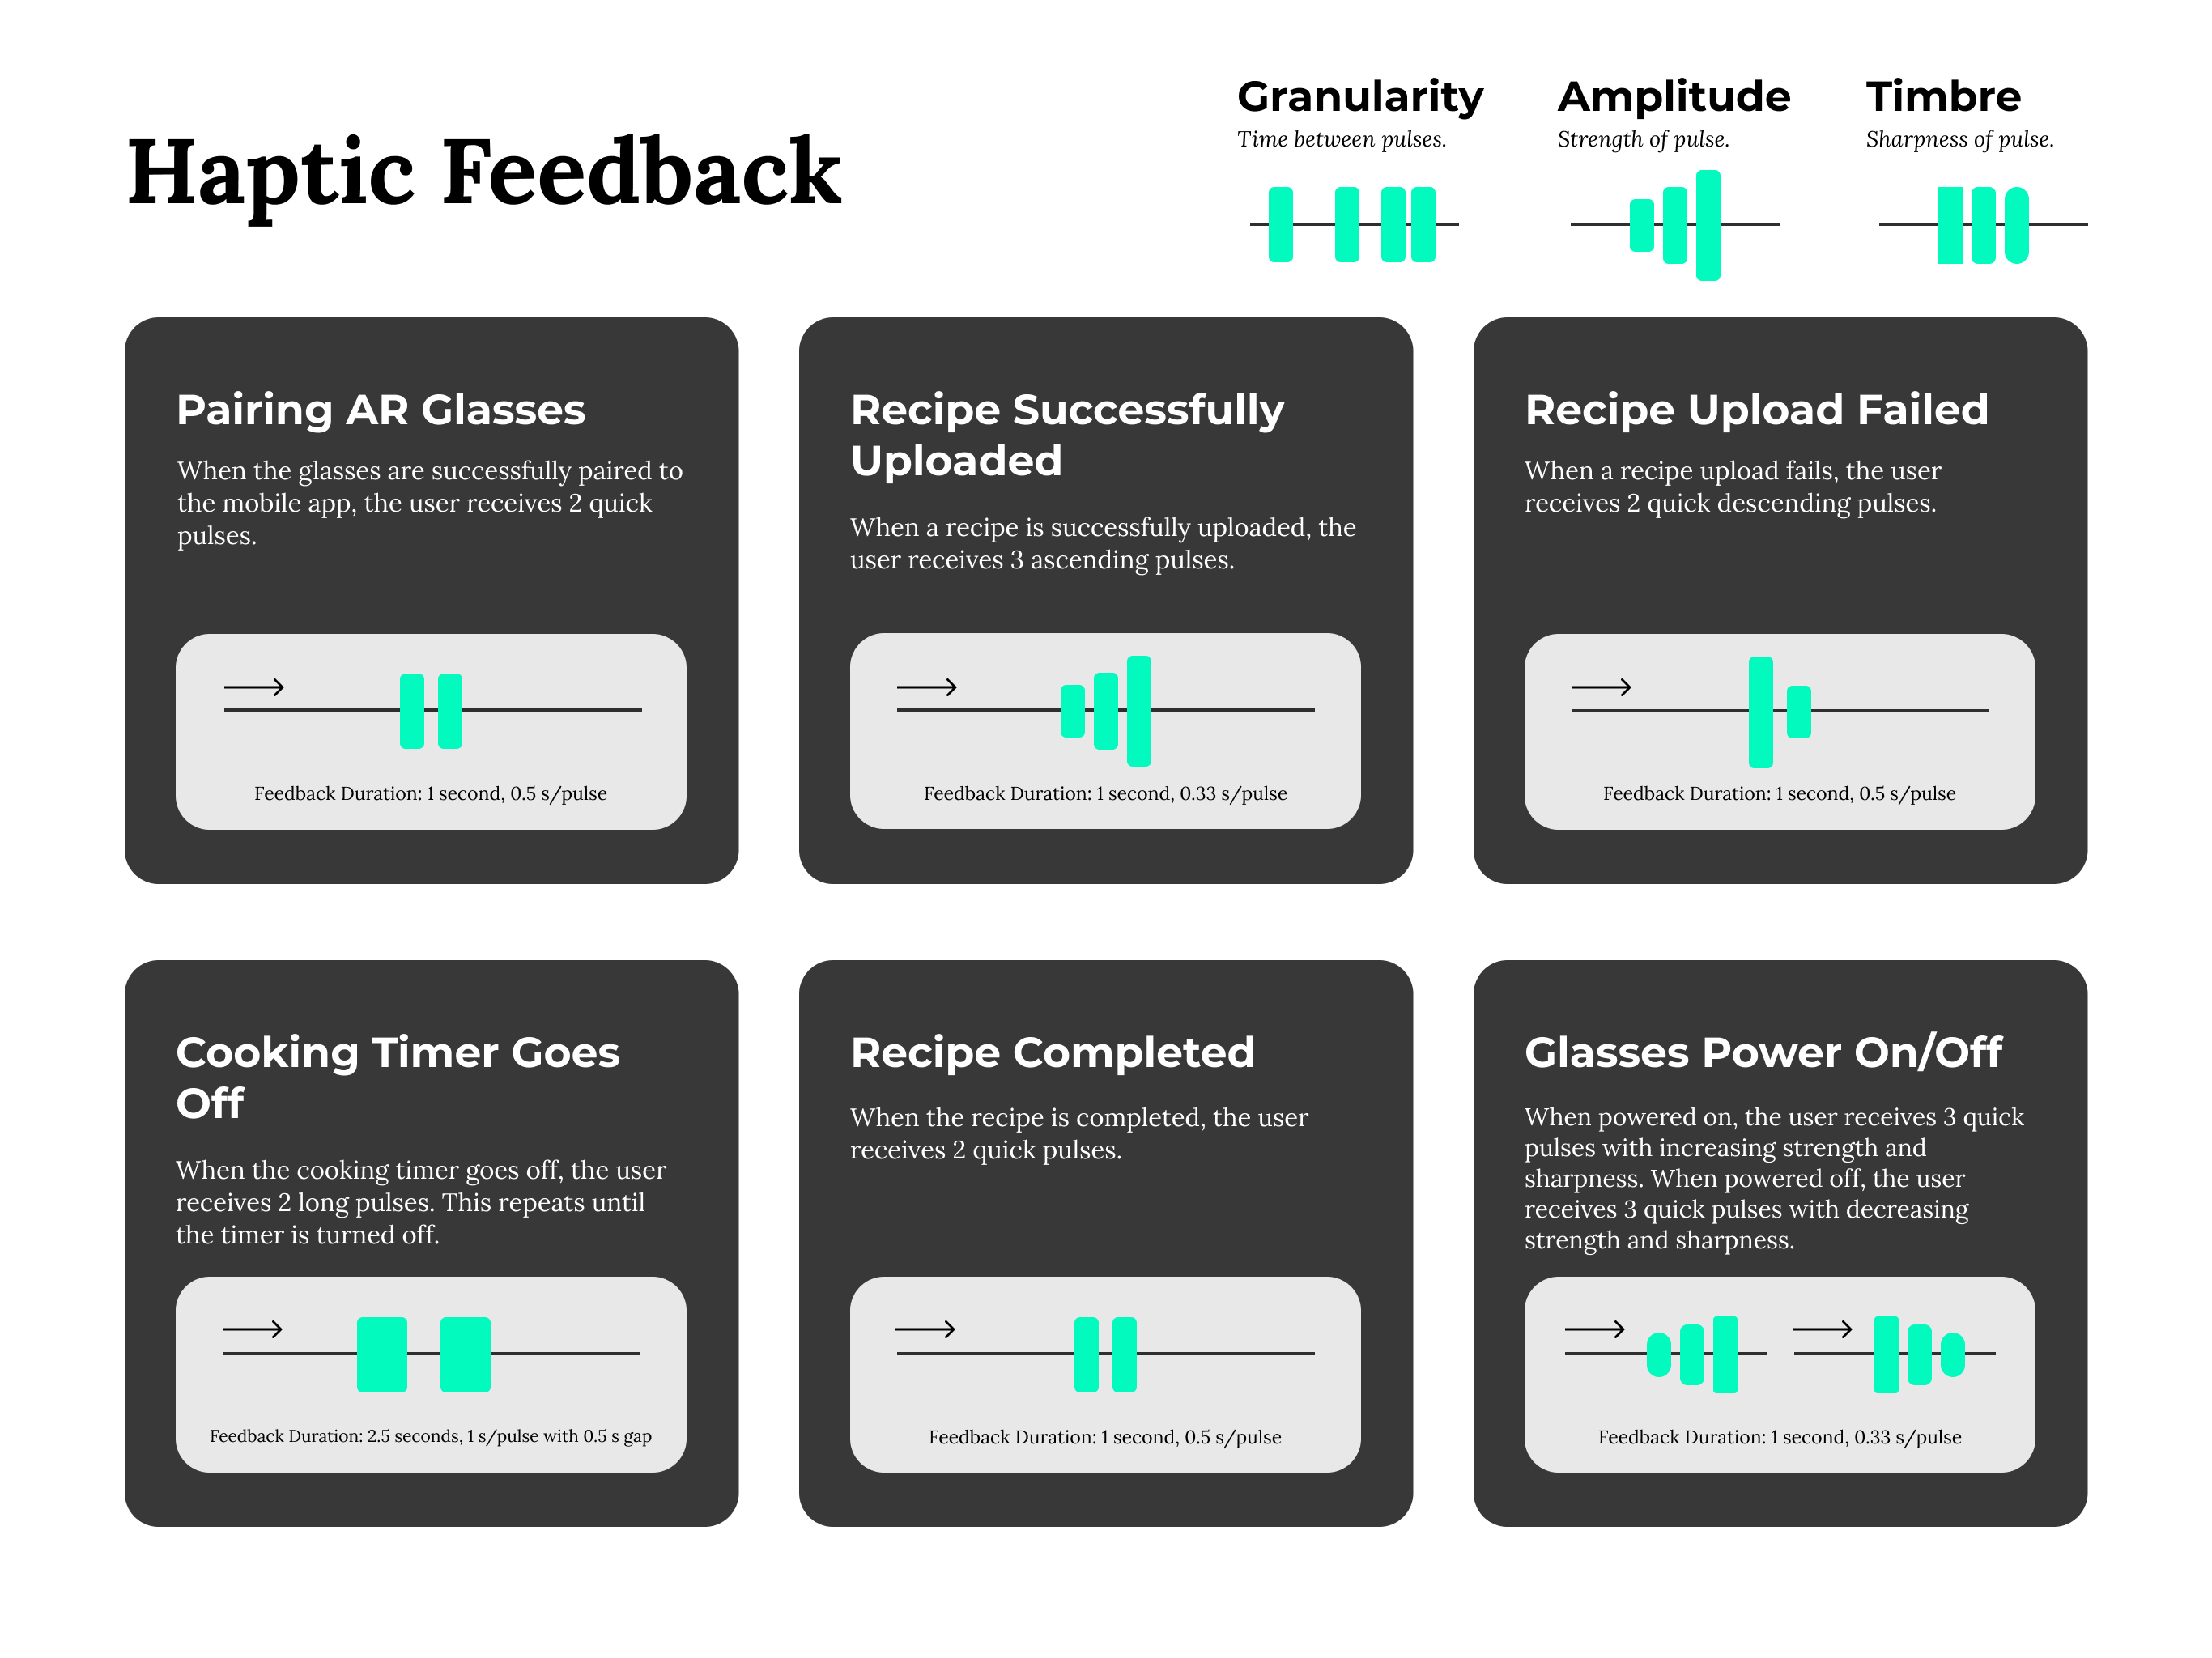 Haptic Feedback
Granularity
Time between pulses.
Amplitude
Strength of pulse.
Timbre
Sharpness of pulse.
Pairing AR Glasses
When the glasses are successfully paired to
the mobile app, the user receives 2 quick
pulses.
Feedback Duration: 1 second, 0.5 s/pulse
Recipe Successfully
Uploaded
When a recipe is successfully uploaded, the
user receives 3 ascending pulses.
Feedback Duration: 1 second, 0.33 s/pulse
Recipe Upload Failed
When a recipe upload fails, the user
receives 2 quick descending pulses.
Feedback Duration: 1 second, 0.5 s/pulse
Cooking Timer Goes
Off
When the cooking timer goes off, the user
receives 2 long pulses. This repeats until
the timer is turned off.
Feedback Duration: 2.5 seconds, 1 s/pulse with 0.5 s gap
Recipe Completed
When the recipe is completed, the user
receives 2 quick pulses.
Feedback Duration: 1 second, 0.5 s/pulse
Glasses Power On/Off
When powered on, the user receives 3 quick
pulses with increasing strength and
sharpness. When powered off, the user
receives 3 quick pulses with decreasing
strength and sharpness.
Feedback Duration: 1 second, 0.33 s/pulse